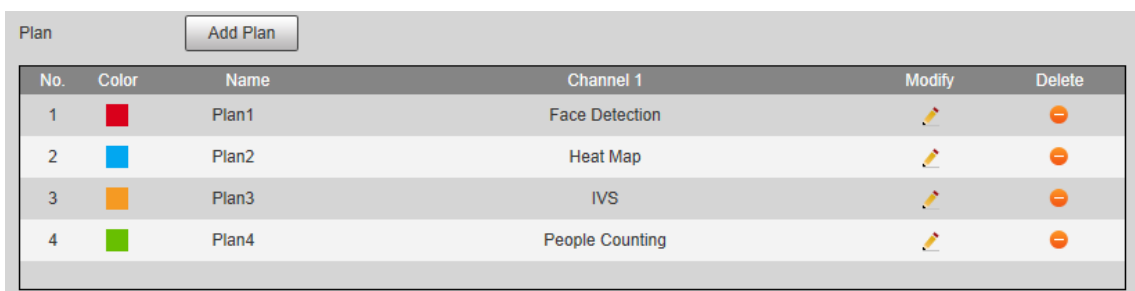 Plan Add Plan
No. Color Name Channel 1 Modify Delete
1 Plan1 Face Detection
2 Plan2 Heat Map
3 Plan3 IVS
4 Plan4 People Counting